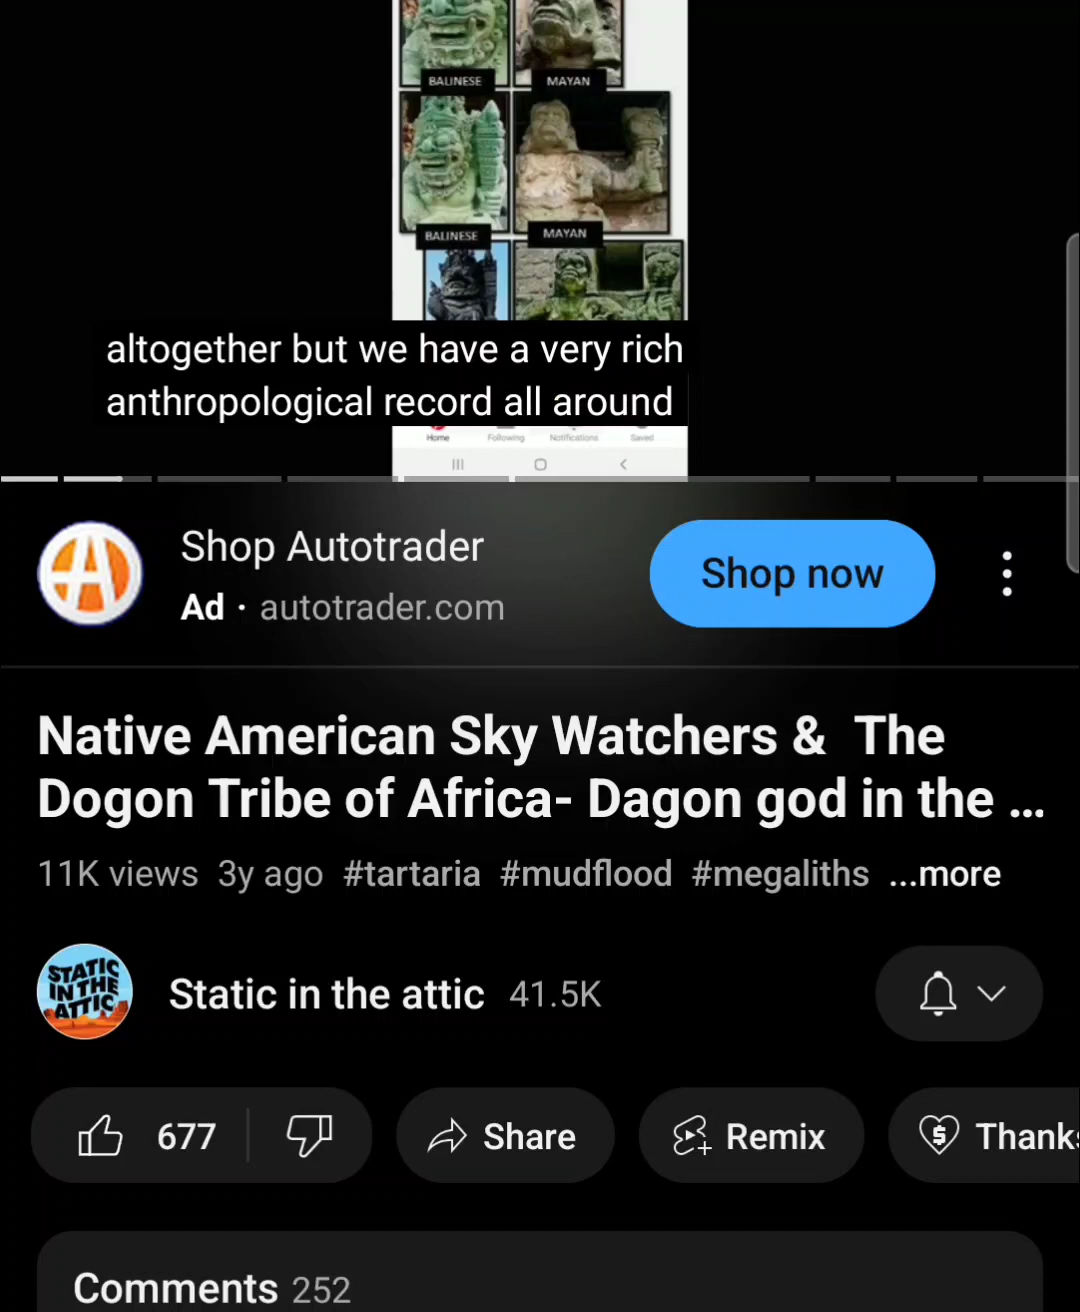 BALINESE
MAYAN
BALINESE
MAYAN
altogether but we have a very rich
anthropological record all around
Home Following Notifications Saved
Shop Autotrader
Ad · autotrader.com
Shop now
Native American Sky Watchers & The
Dogon Tribe of Africa- Dagon god in the ...
11K views 3y ago #tartaria #mudflood #megaliths ...more
STATIC
IN THE
ATTIC
Static in the attic 41.5K
677
Share
Remix
Thanks
Comments 252